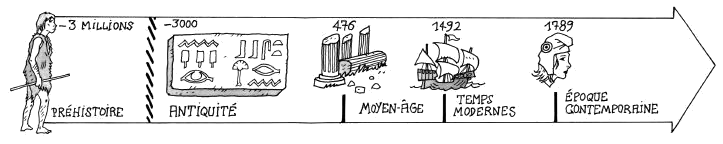 -3 MILLIONS
-3000
476
1492
1789
PRÉHISTOIRE
ANTIQUITÉ
MOYEN-ÂGE
TEMPS
MODERNES
ÉPOQUE
CONTEMPORAINE